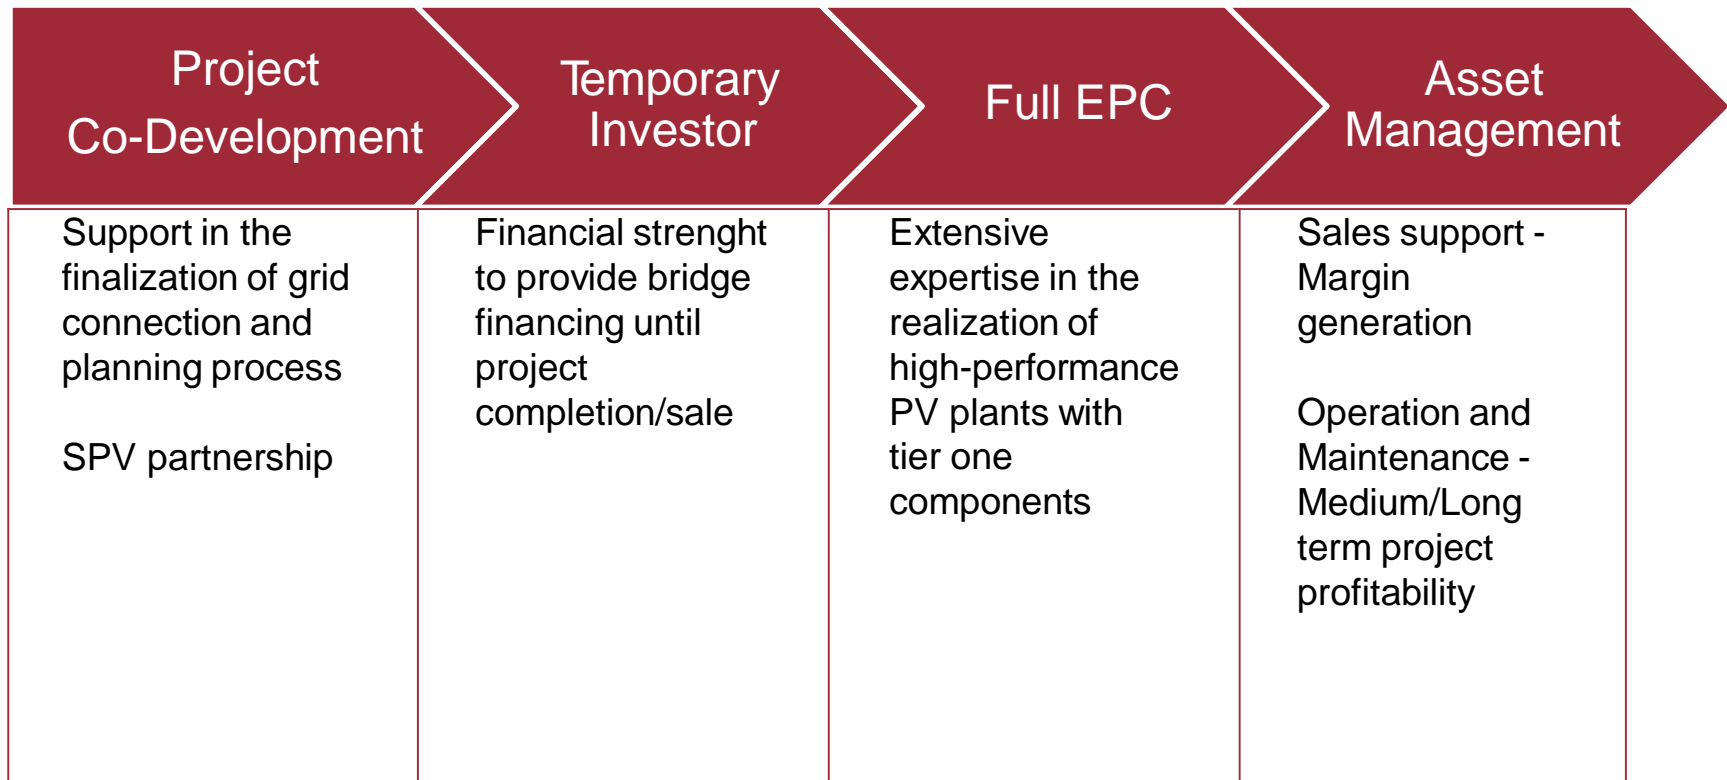 Project
Co-Development
Temporary
Investor
Full EPC
Asset
Management
Support in the
finalization of grid
connection and
planning process
SPV partnership
Financial strenght
to provide bridge
financing until
project
completion/sale
Extensive
expertise in the
realization of
high-performance
PV plants with
tier one
components
Sales support -
Margin
generation
Operation and
Maintenance -
Medium/Long
term project
profitability